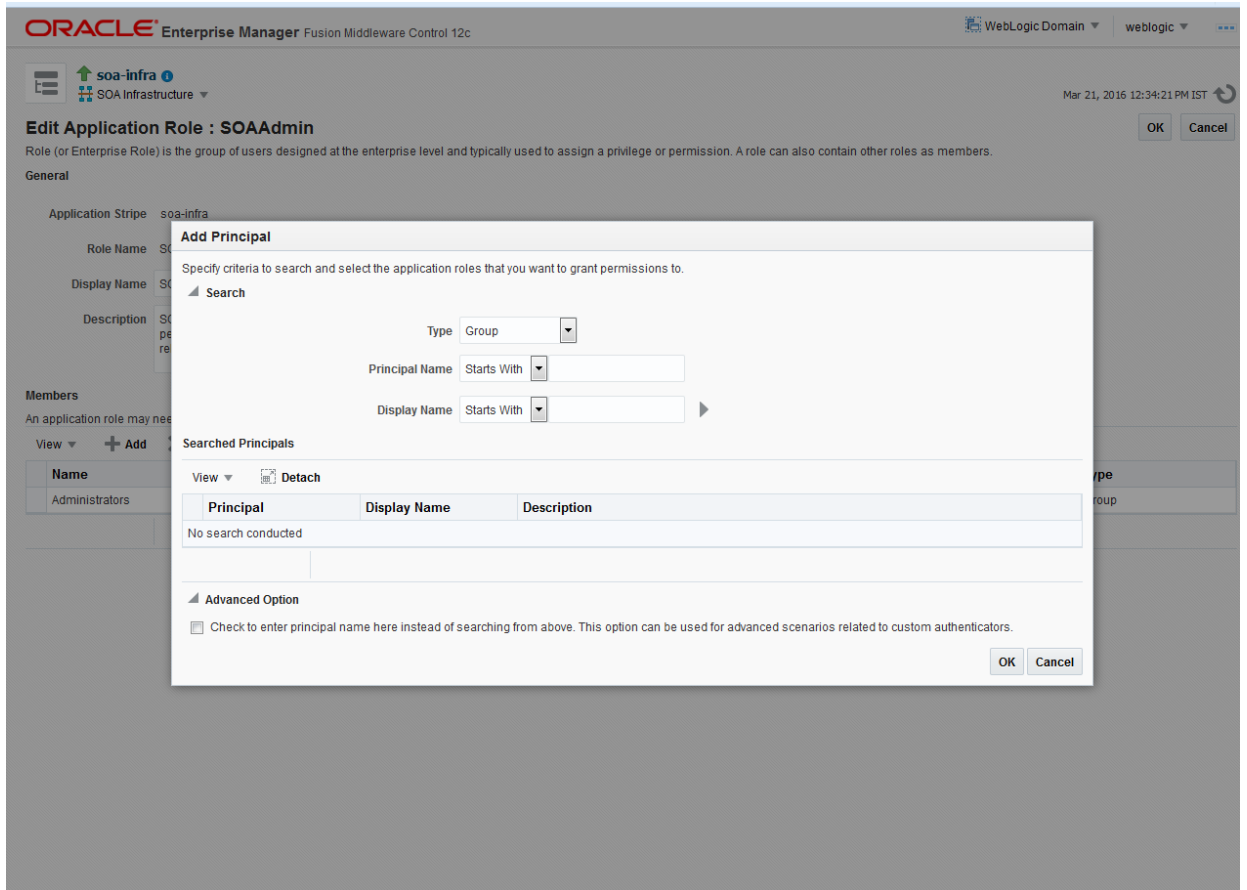 ORACLE Enterprise Manager Fusion Middleware Control 12c
WebLogic Domain
weblogic
soa-infra
SOA Infrastructure
Mar 21, 2016 12:34:21 PM IST
Edit Application Role : SOAAdmin
OK Cancel
Role (or Enterprise Role) is the group of users designed at the enterprise level and typically used to assign a privilege or permission. A role can also contain other roles as members.
General
Application Stripe soa-infra
Role Name
Display Name
Description
Members
An application role may
View Add
Name
Administrators
Add Principal
Specify criteria to search and select the application roles that you want to grant permissions to.
Search
Type Group
Principal Name Starts With
Display Name Starts With
Searched Principals
View Detach
Principal Display Name Description
No search conducted
Advanced Option
Check to enter principal name here instead of searching from above. This option can be used for advanced scenarios related to custom authenticators.
OK Cancel